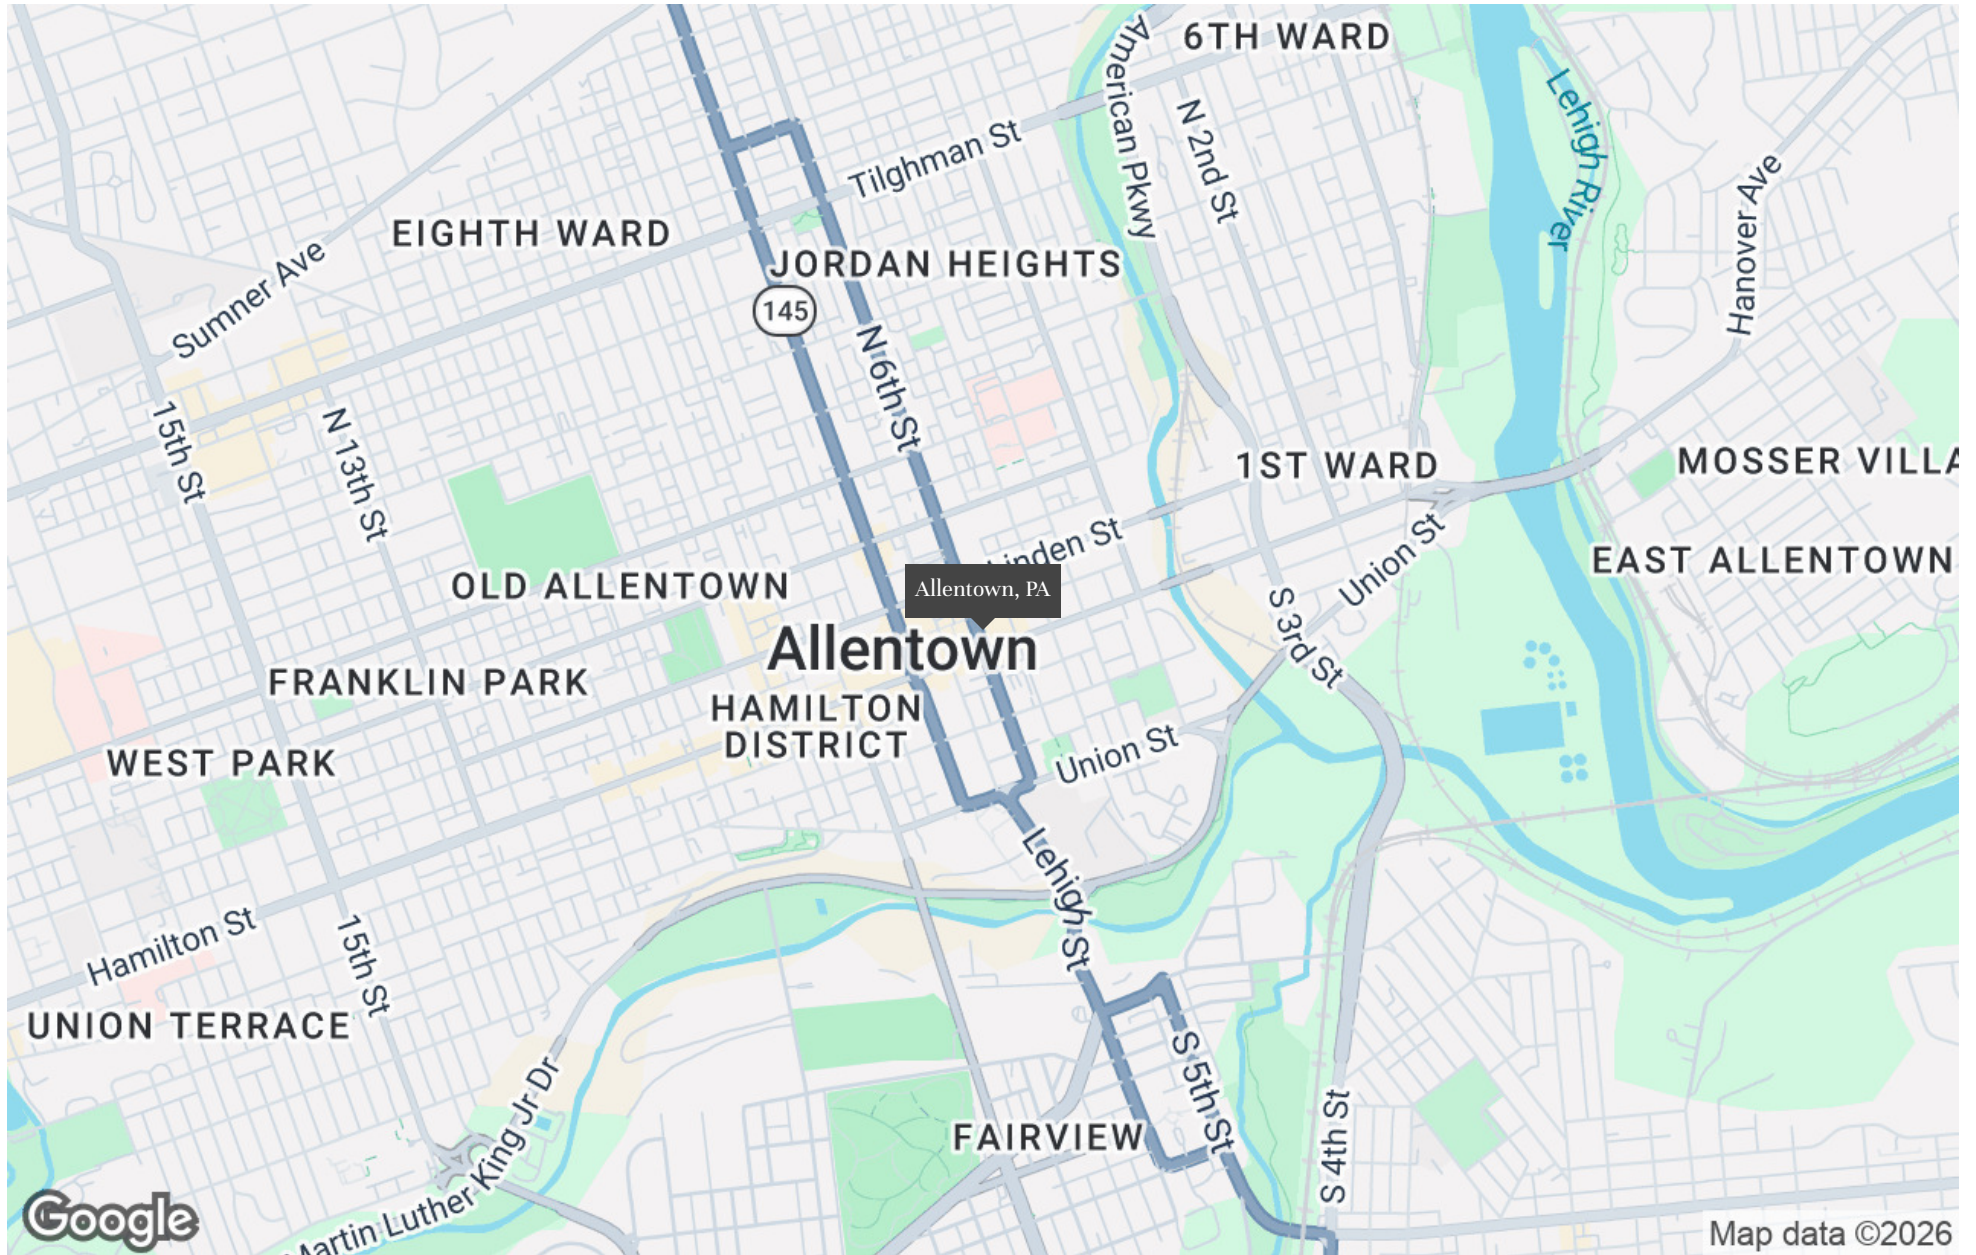 6TH WARD
American Pkwy
N 2nd St
Lehigh River
Tilghman St
Hanover Ave
EIGHTH WARD
JORDAN HEIGHTS
Sumner Ave
145
N 6th St
15th St
N 13th St
1ST WARD
MOSSER VILLA
Linden St
Union St
EAST ALLENTOWN
OLD ALLENTOWN
Allentown, PA
S 3rd St
Allentown
FRANKLIN PARK
HAMILTON
DISTRICT
WEST PARK
Union St
Lehigh St
Hamilton St
15th St
UNION TERRACE
S 5th St
FAIRVIEW
S 4th St
Martin Luther King Jr Dr
Google
Map data ©2026